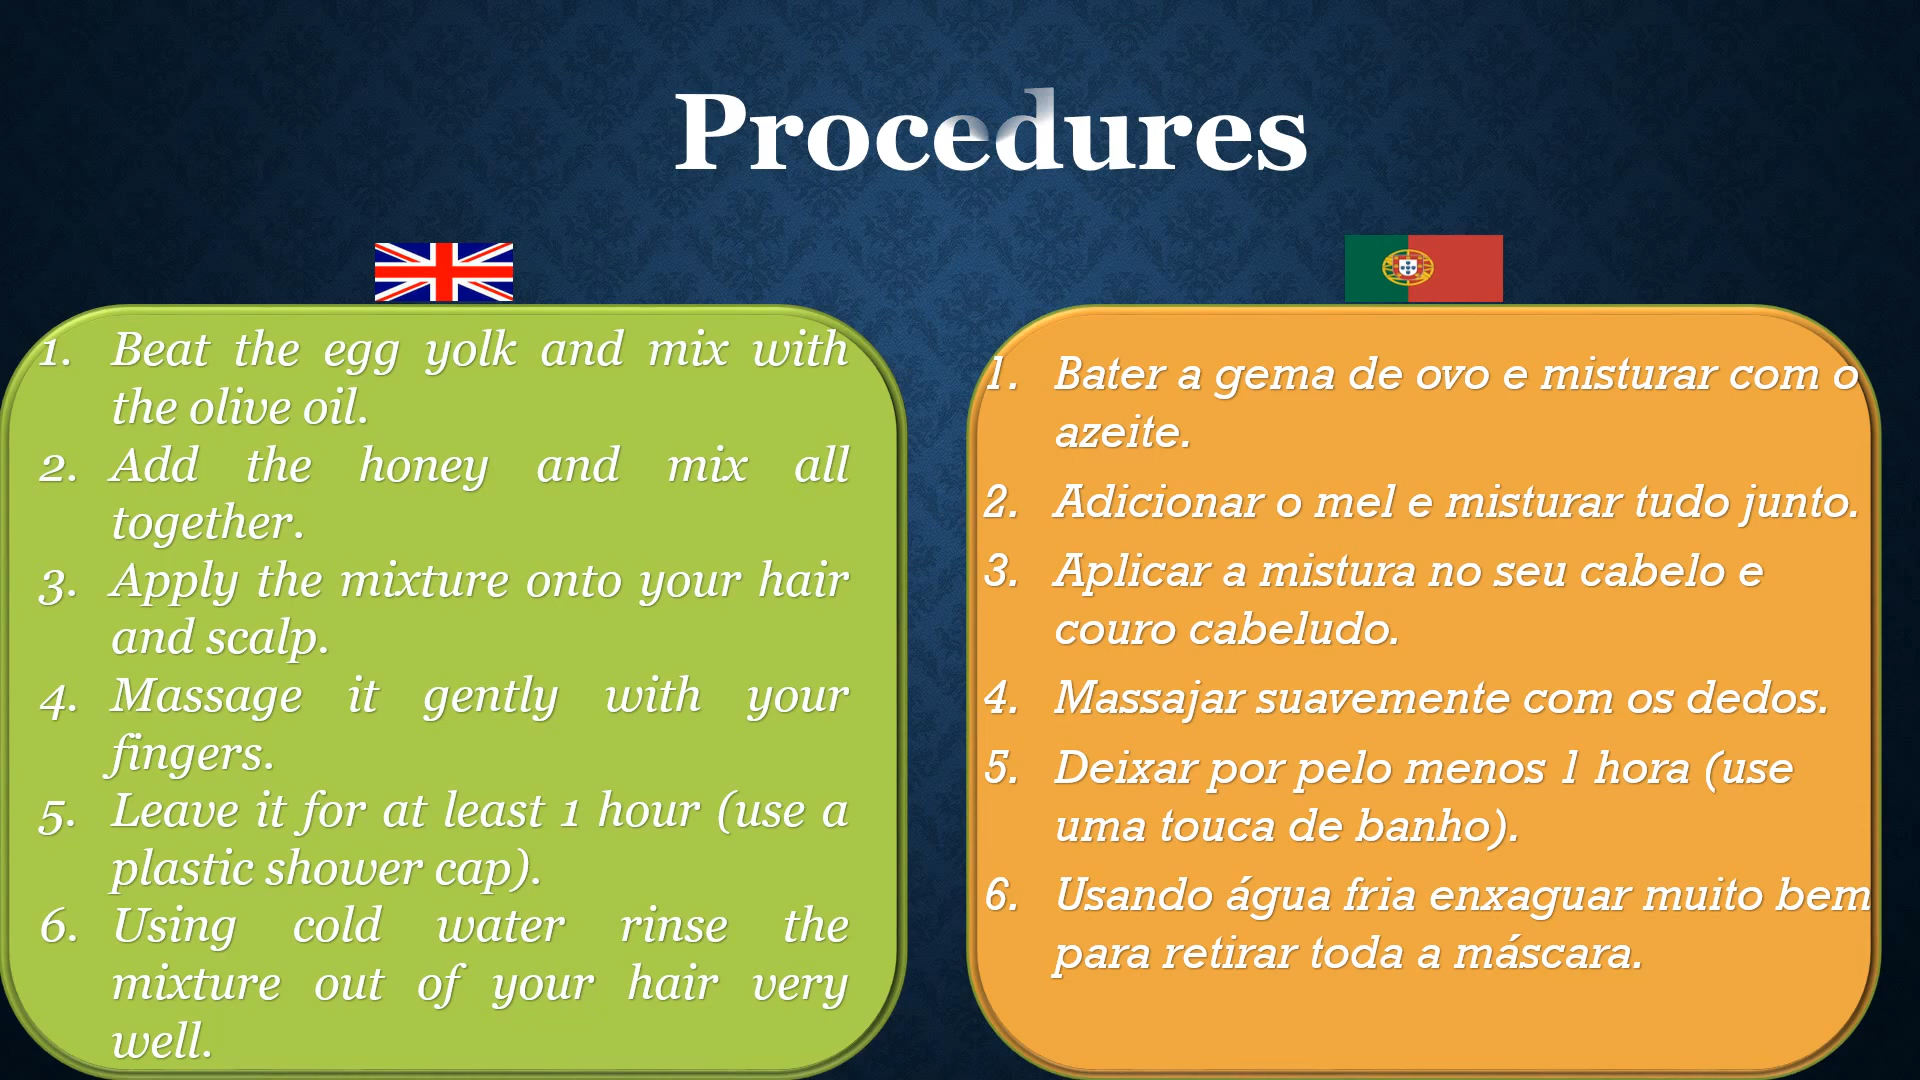 Procedures
1. Beat the egg yolk and mix with
the olive oil.
2. Add the honey and mix all
together.
3. Apply the mixture onto your hair
and scalp.
4. Massage it gently with your
fingers.
5. Leave it for at least 1 hour (use a
plastic shower cap).
6. Using cold water rinse the
mixture out of your hair very
well.
1. Bater a gema de ovo e misturar com o
azeite.
2. Adicionar o mel e misturar tudo junto.
3. Aplicar a mistura no seu cabelo e
couro cabeludo.
4. Massajar suavemente com os dedos.
5. Deixar por pelo menos 1 hora (use
uma touca de banho).
6. Usando água fria enxaguar muito bem
para retirar toda a máscara.